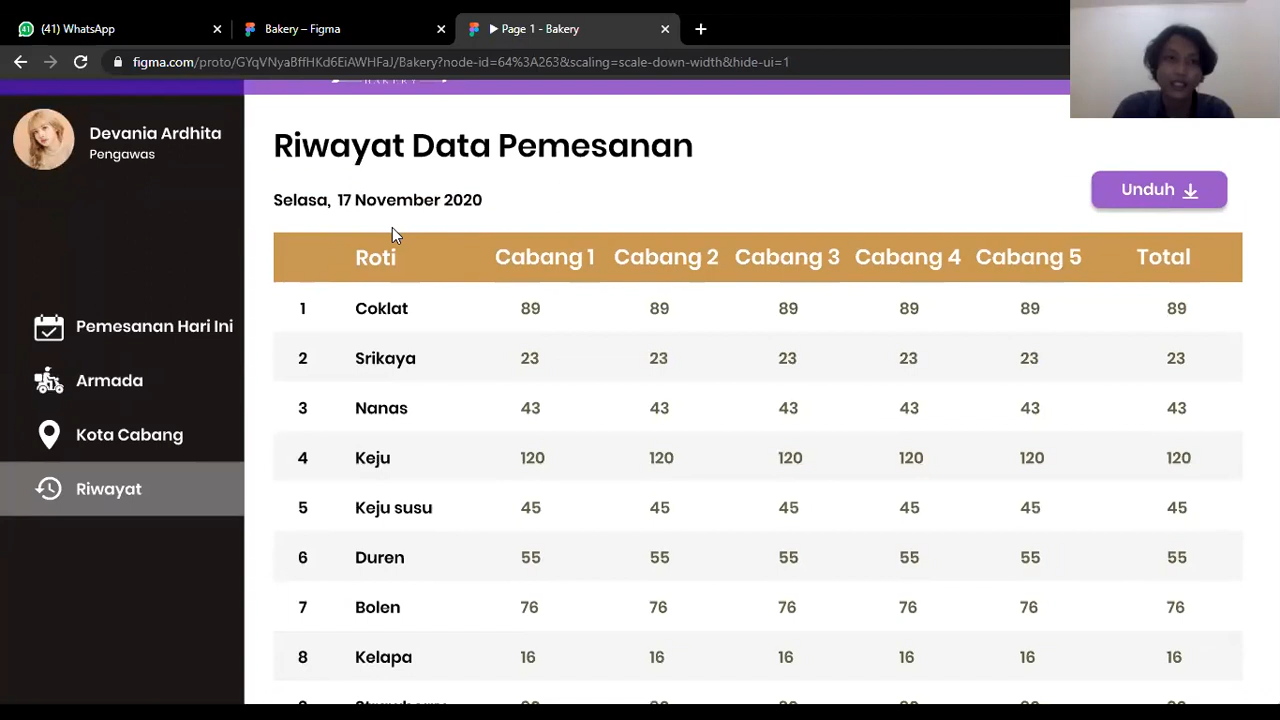 (41) WhatsApp
Bakery – Figma
Page 1 - Bakery
figma.com/proto/GYqVNyaBffHKd6EiAWHFaJ/Bakery?node-id=64%3A263&scaling=scale-down-width&hide-ui=1
BAKERY
Devania Ardhita
Pengawas
Riwayat Data Pemesanan
Selasa, 17 November 2020
Unduh
Roti Cabang 1 Cabang 2 Cabang 3 Cabang 4 Cabang 5 Total
1 Coklat 89 89 89 89 89 89
2 Srikaya 23 23 23 23 23 23
3 Nanas 43 43 43 43 43 43
4 Keju 120 120 120 120 120 120
5 Keju susu 45 45 45 45 45 45
6 Duren 55 55 55 55 55 55
7 Bolen 76 76 76 76 76 76
8 Kelapa 16 16 16 16 16 16
Pemesanan Hari Ini
Armada
Kota Cabang
Riwayat